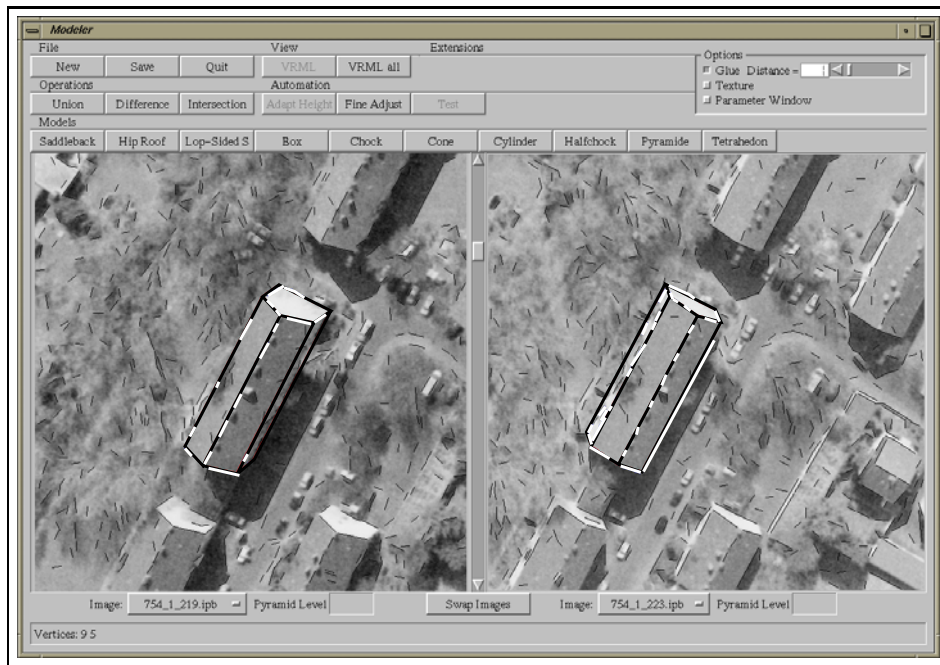 Modeler
File View Extensions
New Save Quit VRML VRML all
Options
Glue Distance =
Texture
Parameter Window
Operations Automation
Union Difference Intersection Adapt Height Fine Adjust Test
Models
Saddleback Hip Roof Lop-Sided S Box Chock Cone Cylinder Halfchock Pyramide Tetrahedon
Image: 754_1_219.ipb Pyramid Level Swap Images Image: 754_1_223.ipb Pyramid Level
Vertices: 9 5